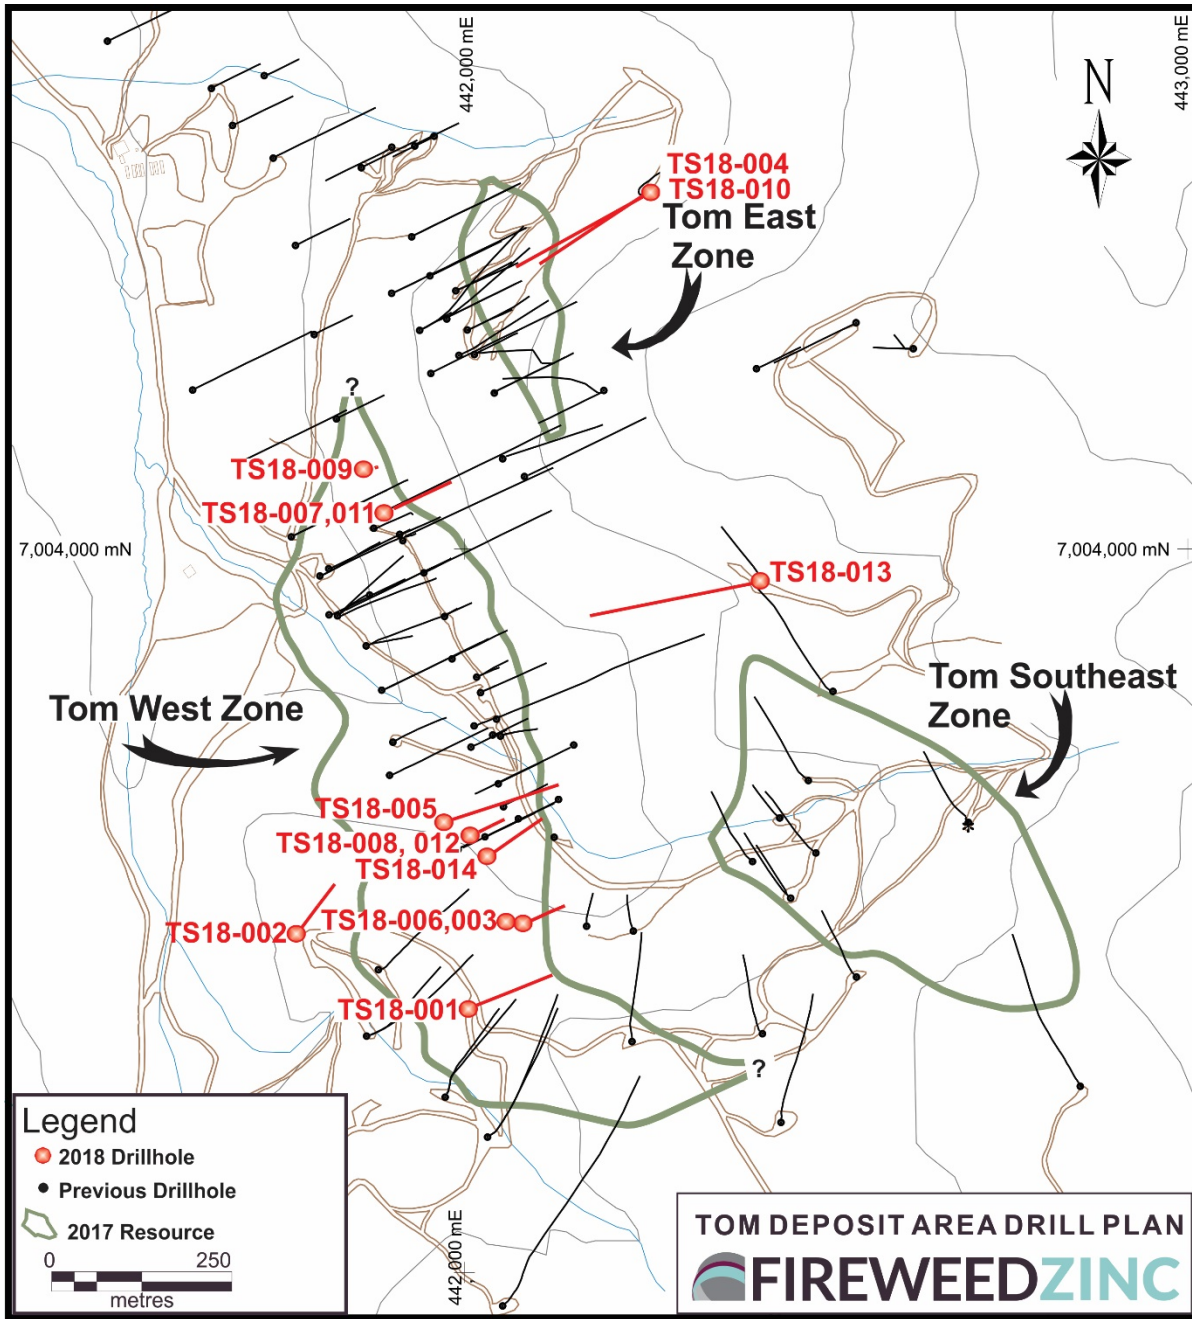 442,000 mE
443,000 mE
N
TS18-004
TS18-010
Tom East
Zone
?
TS18-009
TS18-007,011
7,004,000 mN
7,004,000 mN
TS18-013
Tom Southeast
Zone
Tom West Zone
TS18-005
TS18-008, 012
TS18-014
TS18-006,003
TS18-002
TS18-001
?
Legend
2018 Drillhole
Previous Drillhole
2017 Resource
0 250
metres
442,000 mE
TOM DEPOSIT AREA DRILL PLAN
FIREWEEDZINC